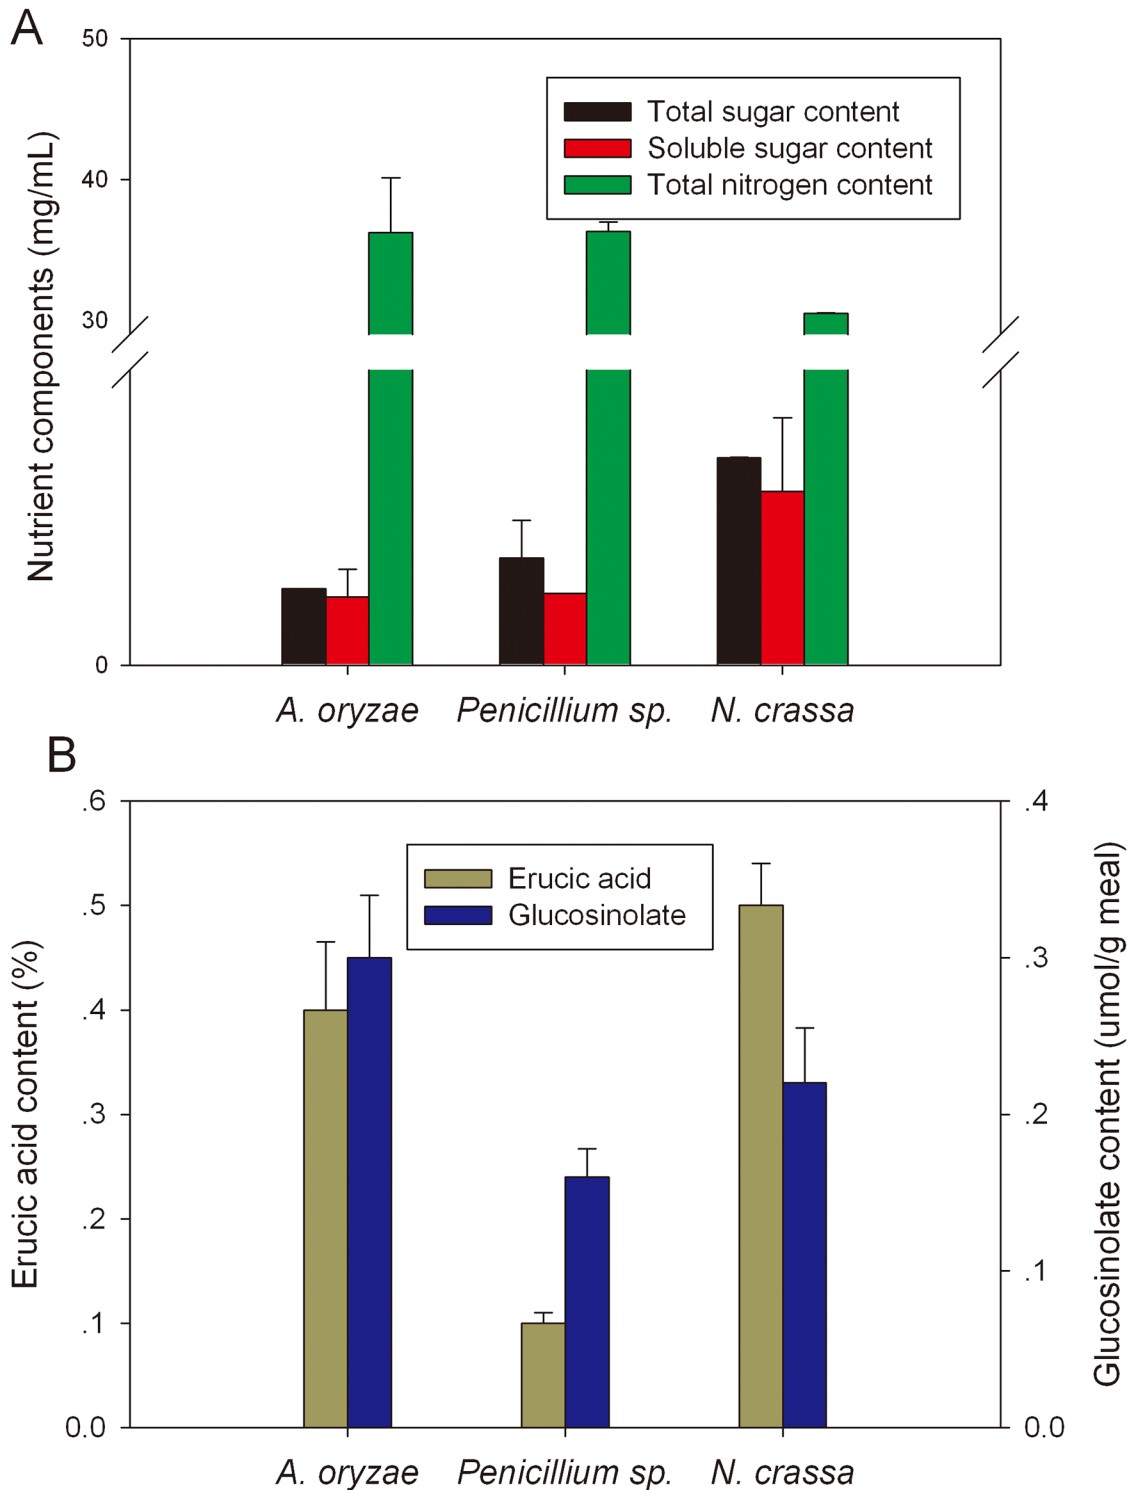 A
50
40
30
0
Nutrient components (mg/mL)
Total sugar content
Soluble sugar content
Total nitrogen content
A. oryzae
Penicillium sp.
N. crassa
B
.6
.5
.4
.3
.2
.1
0.0
Erucic acid content (%)
Erucic acid
Glucosinolate
.4
.3
.2
.1
0.0
Glucosinolate content (umol/g meal)
A. oryzae
Penicillium sp.
N. crassa